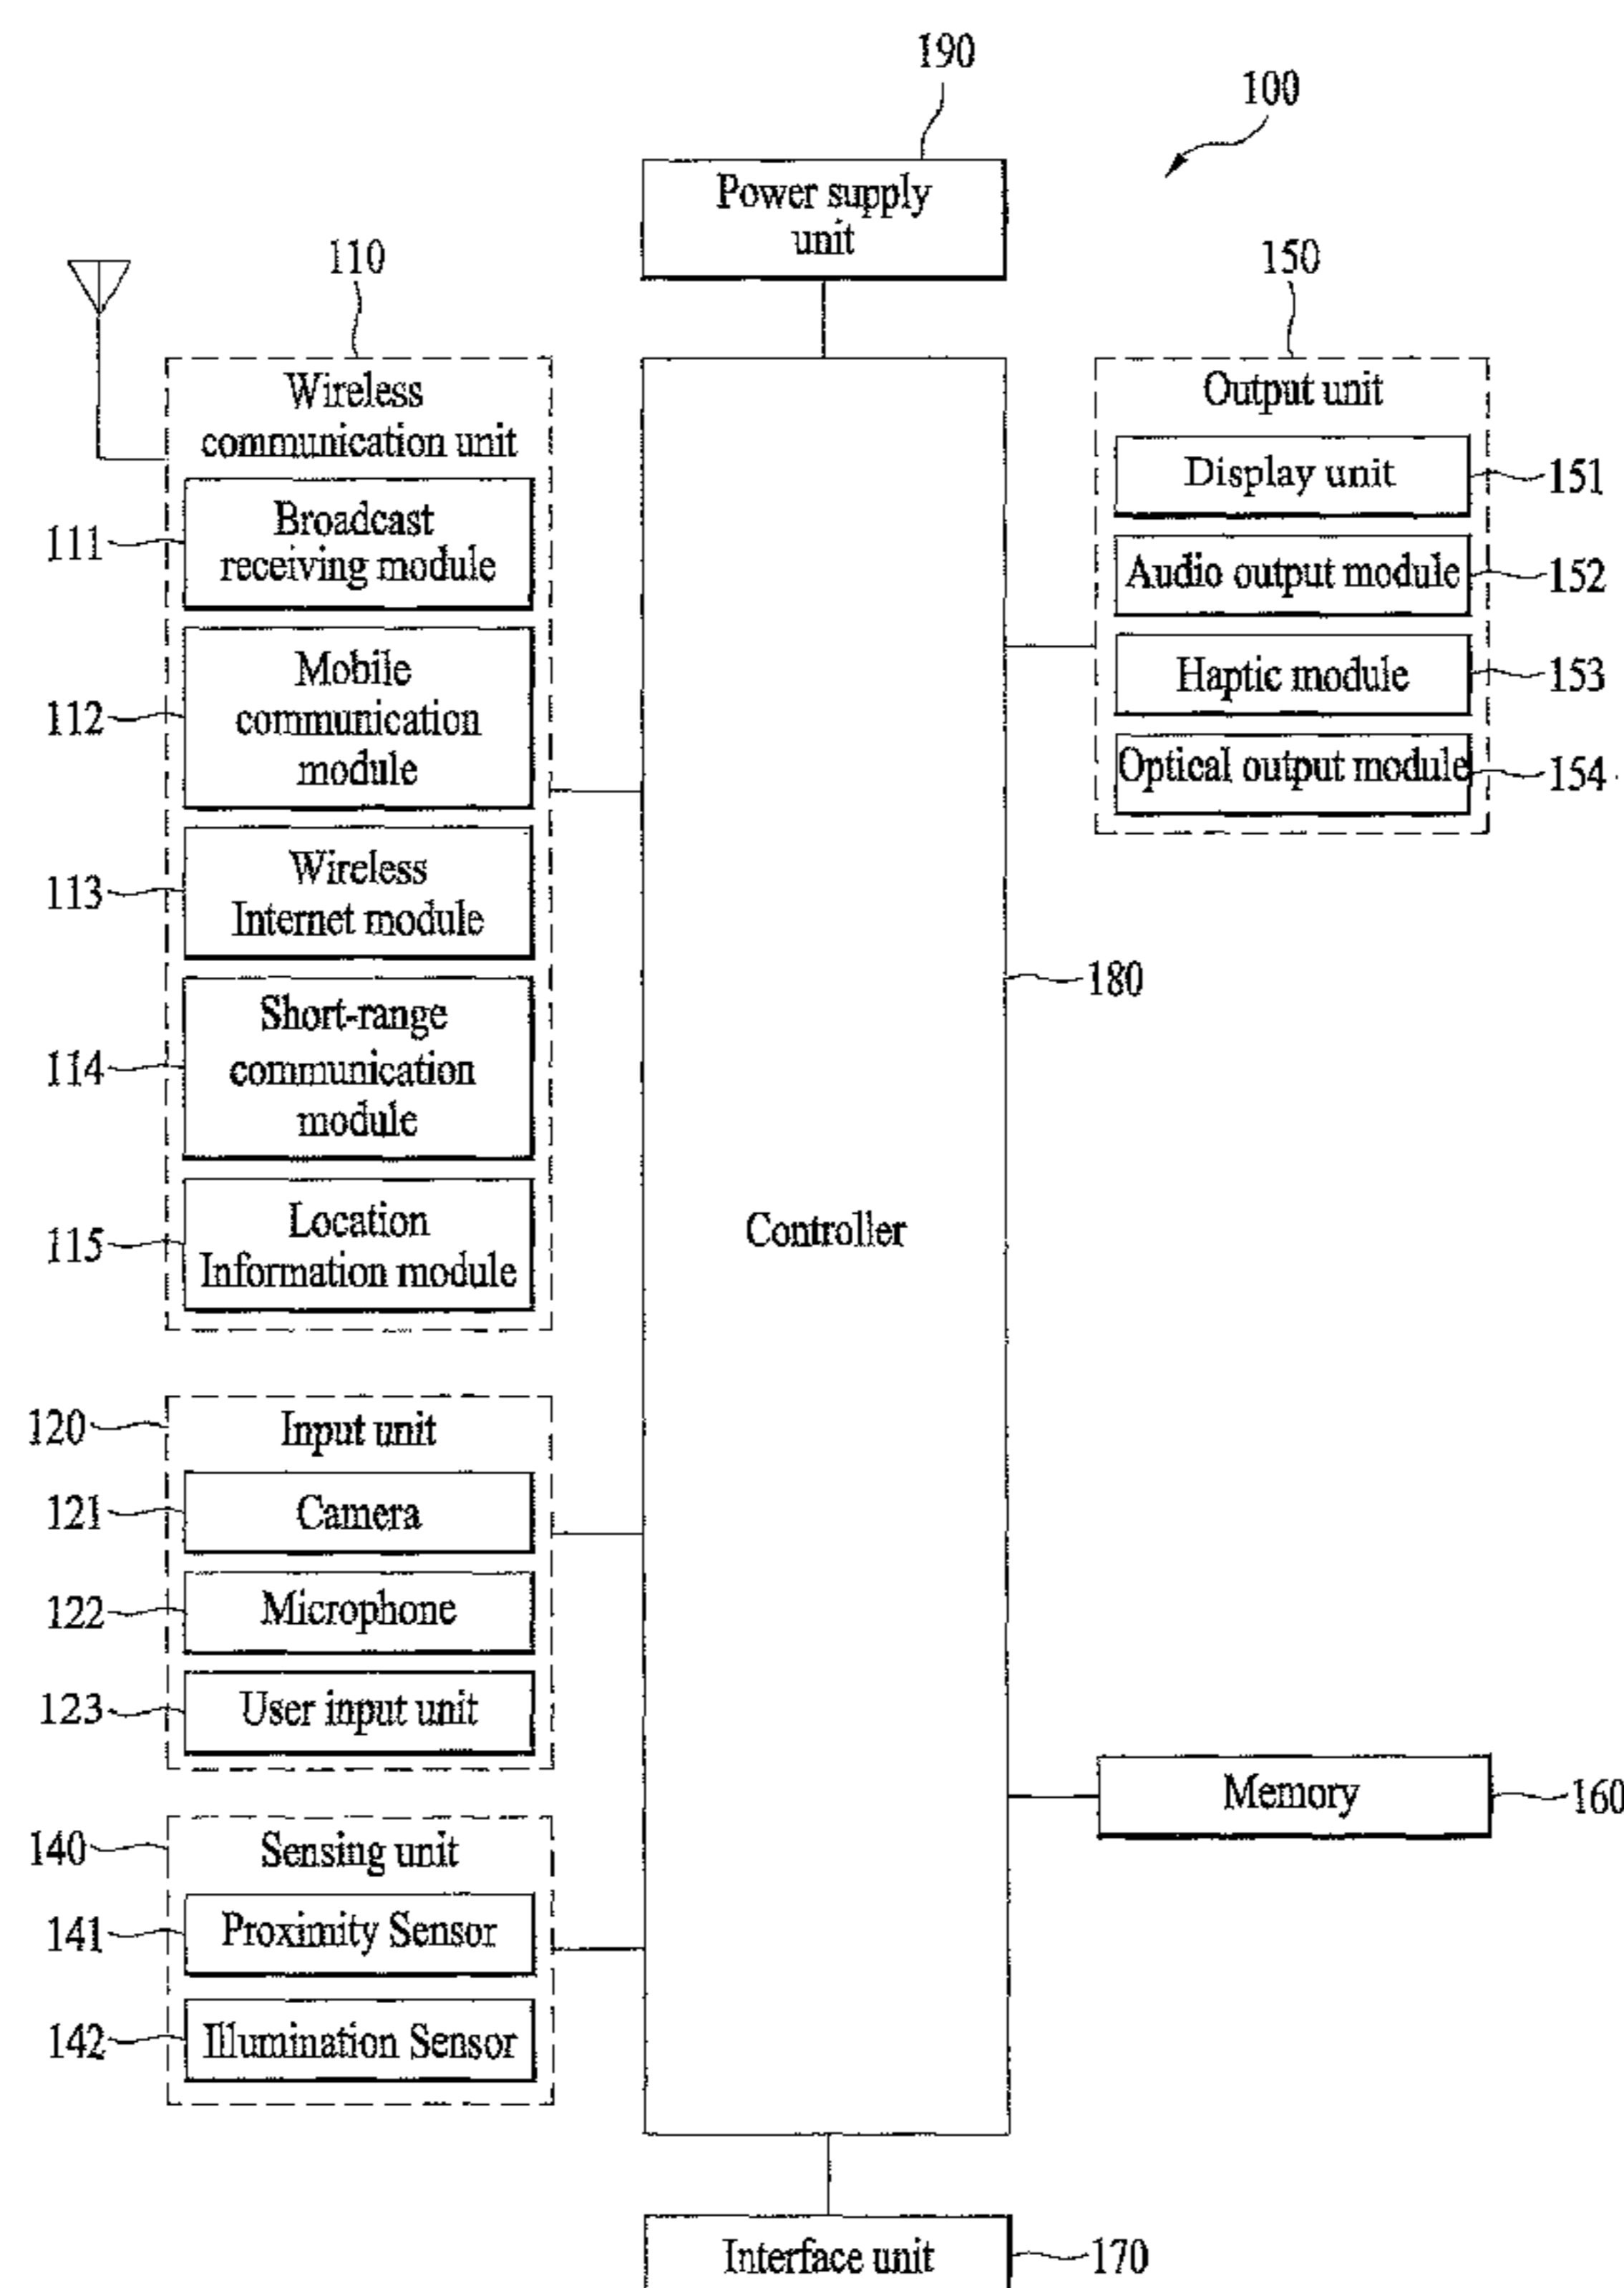 190
100
Power supply
unit
110
150
Wireless
communication unit
Output unit
Display unit
151
111
Broadcast
receiving module
Audio output module
152
112
Mobile
communication
module
Haptic module
153
Optical output module
154
113
Wireless
Internet module
180
114
Short-range
communication
module
115
Location
Information module
Controller
120
Input unit
121
Camera
122
Microphone
123
User input unit
Memory
160
140
Sensing unit
141
Proximity Sensor
142
Illumination Sensor
Interface unit
170